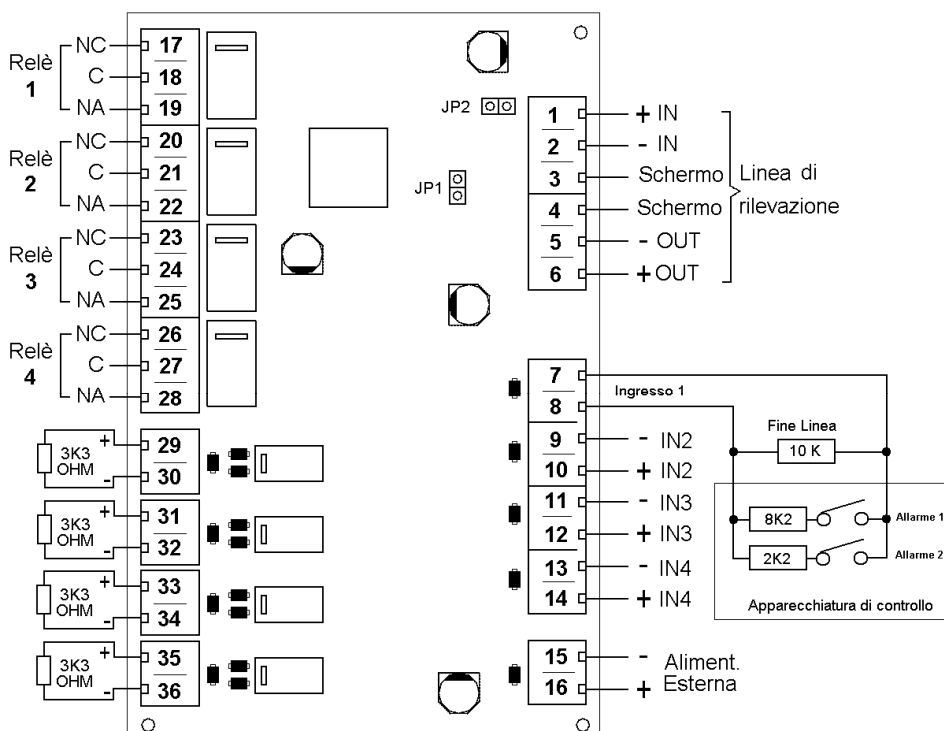 Relè
1
NC
C
NA
17
18
19
Relè
2
NC
C
NA
20
21
22
Relè
3
NC
C
NA
23
24
25
Relè
4
NC
C
NA
26
27
28
3K3
OHM
+
-
29
30
3K3
OHM
+
-
31
32
3K3
OHM
+
-
33
34
3K3
OHM
+
-
35
36
JP2
JP1
1 + IN
2 - IN
3 Schermo
4 Schermo
5 - OUT
6 + OUT
Linea di
rilevazione
7
8
Ingresso 1
9 - IN2
10 + IN2
11 - IN3
12 + IN3
13 - IN4
14 + IN4
15 -
16 +
Aliment.
Esterna
Fine Linea
10 K
8K2
Allarme 1
2K2
Allarme 2
Apparecchiatura di controllo